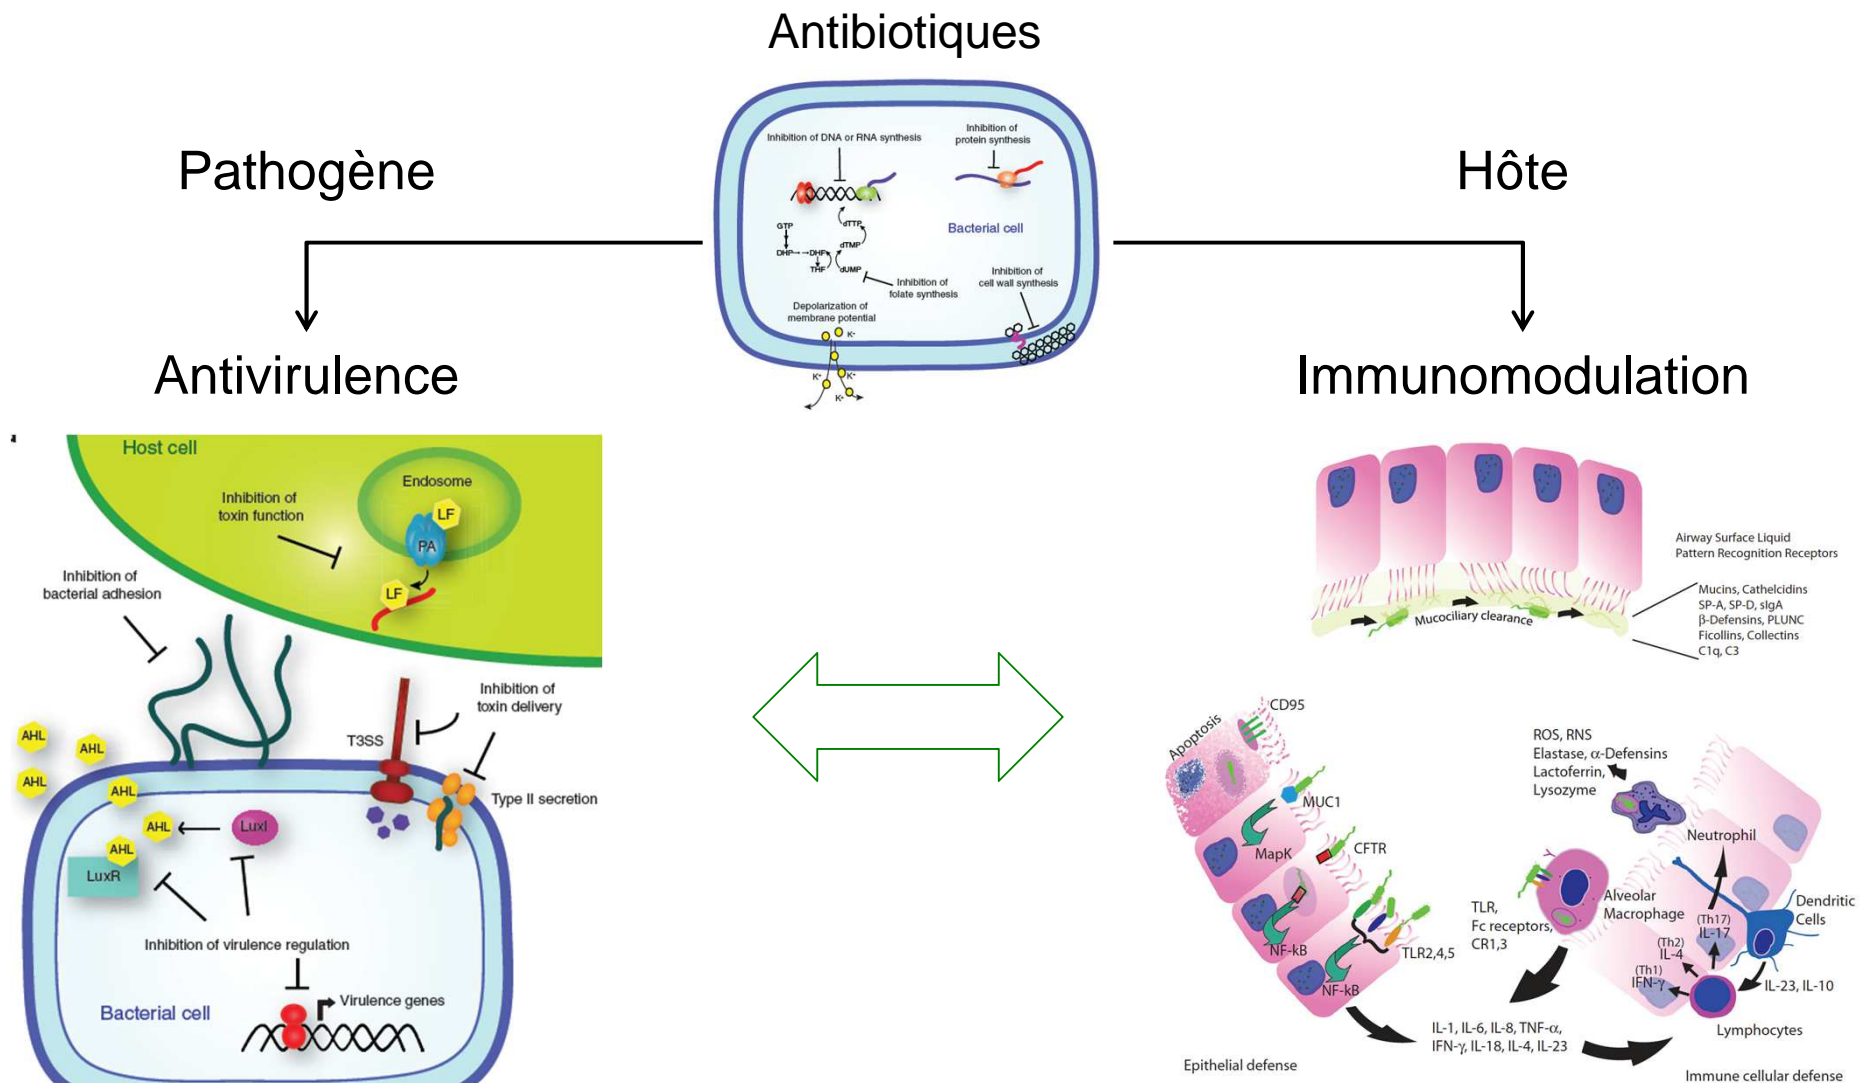 Antibiotiques
Pathogène
Hôte
Inhibition of DNA or RNA synthesis
Inhibition of
protein synthesis
Bacterial cell
GTP
DHP
DHF
THF
dTTP
dTMP
dUMP
Inhibition of
folate synthesis
Inhibition of
cell wall synthesis
Depolarization of
membrane potential
K+
K+
K+
K+
K+
Antivirulence
Immunomodulation
Host cell
Endosome
LF
PA
LF
Inhibition of
toxin function
Inhibition of
bacterial adhesion
Inhibition of
toxin delivery
T3SS
Type II secretion
AHL
AHL
AHL
AHL
AHL
AHL
LuxI
LuxR
Inhibition of virulence regulation
Virulence genes
Bacterial cell
Airway Surface Liquid
Pattern Recognition Receptors
Mucins, Cathelcidins
SP-A, SP-D, sIgA
β-Defensins, PLUNC
Ficollins, Collectins
C1q, C3
Mucociliary clearance
Apoptosis
CD95
MUC1
MapK
CFTR
NF-kB
TLR2,4,5
NF-kB
Epithelial defense
ROS, RNS
Elastase, α-Defensins
Lactoferrin,
Lysozyme
Neutrophil
TLR,
Fc receptors,
CR1,3
Alveolar
Macrophage
Dendritic
Cells
(Th17)
IL-17
(Th2)
IL-4
(Th1)
IFN-γ
IL-23, IL-10
Lymphocytes
IL-1, IL-6, IL-8, TNF-α,
IFN-γ, IL-18, IL-4, IL-23
Immune cellular defense